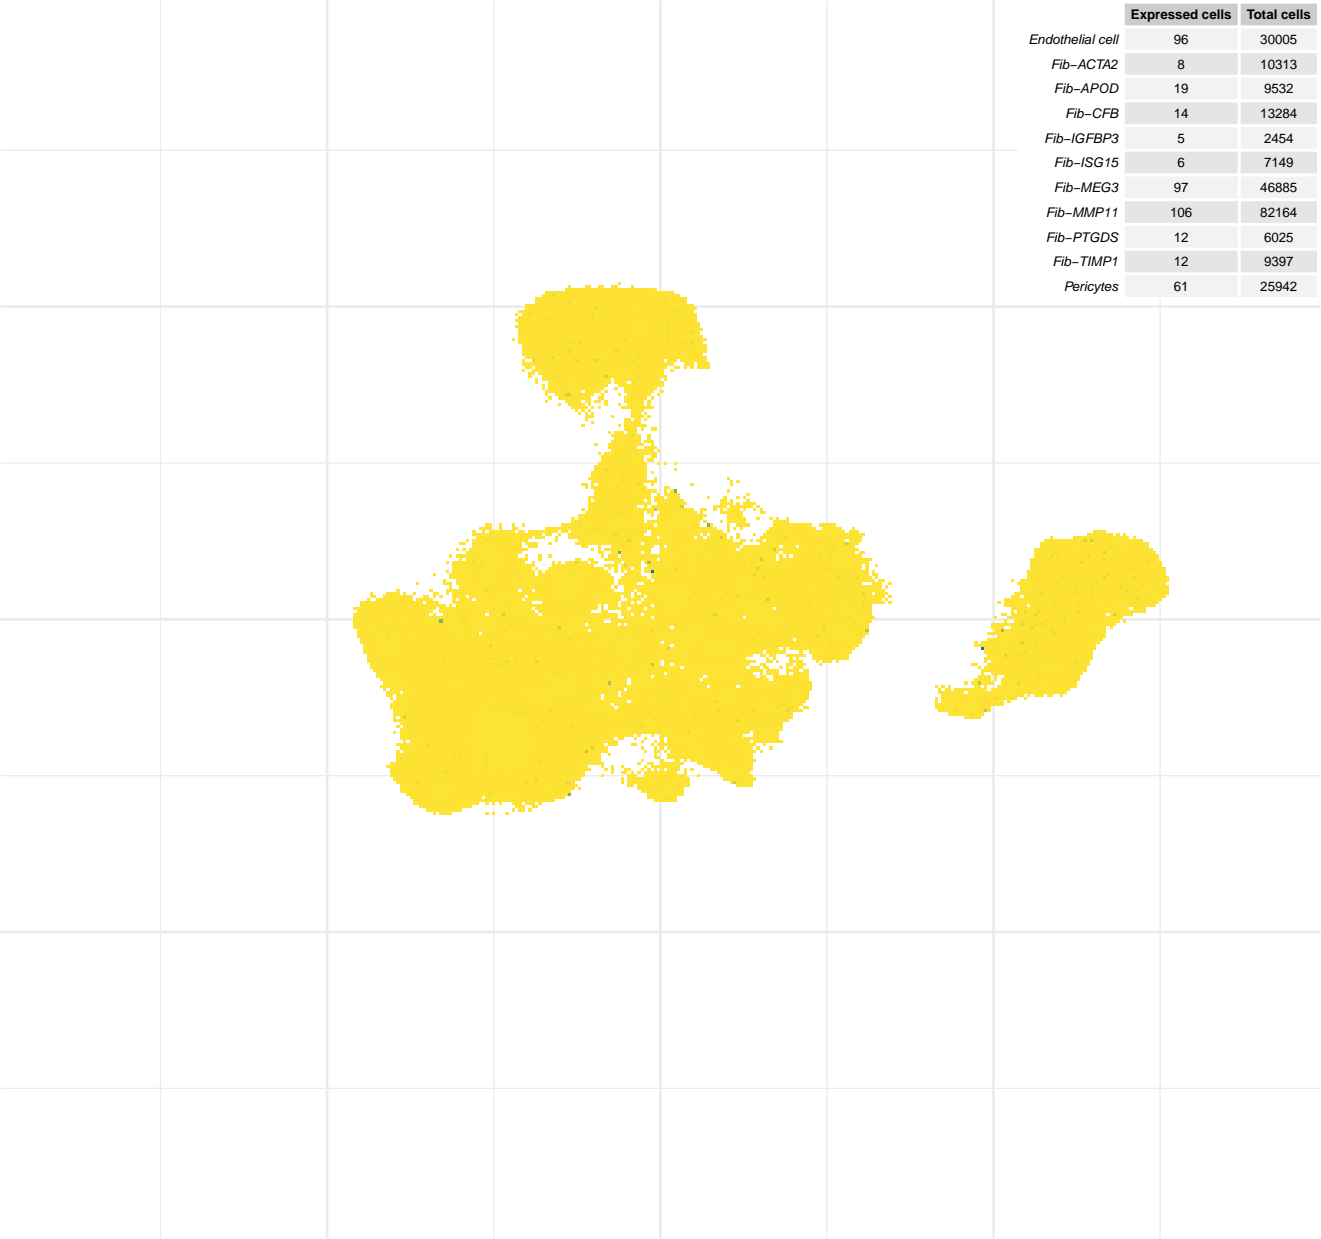 Expressed cells Total cells
Endothelial cell 96 30005
Fib−ACTA2 8 10313
Fib−APOD 19 9532
Fib−CFB 14 13284
Fib−IGFBP3 5 2454
Fib−ISG15 6 7149
Fib−MEG3 97 46885
Fib−MMP11 106 82164
Fib−PTGDS 12 6025
Fib−TIMP1 12 9397
Pericytes 61 25942